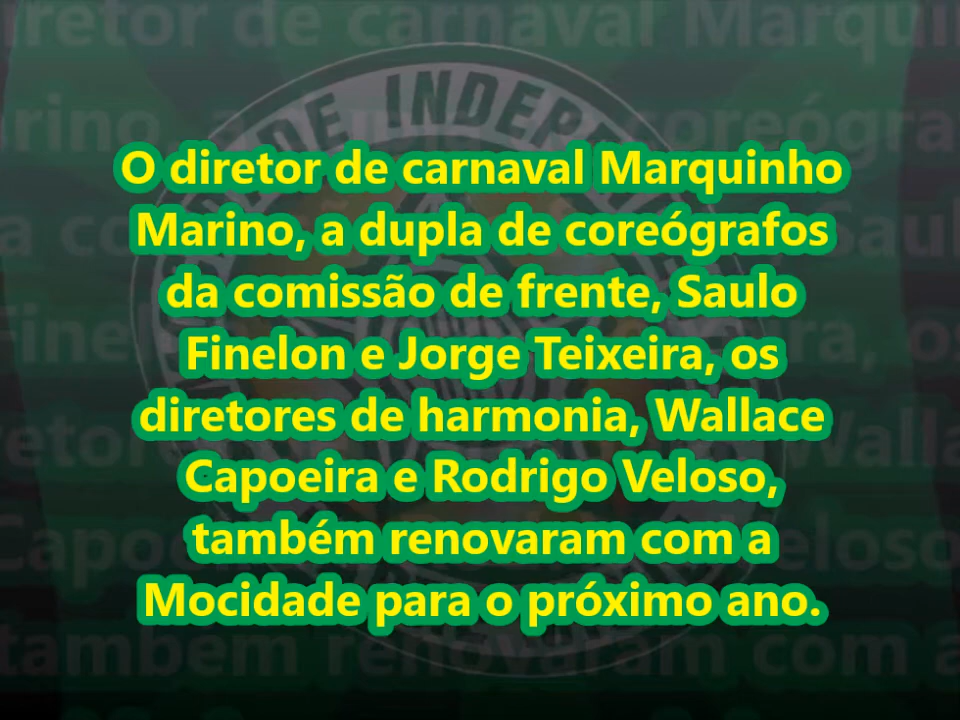 O diretor de carnaval Marquinho
Marino, a dupla de coreógrafos
da comissão de frente, Saulo
Finelon e Jorge Teixeira, os
diretores de harmonia, Wallace
Capoeira e Rodrigo Veloso,
também renovaram com a
Mocidade para o próximo ano.